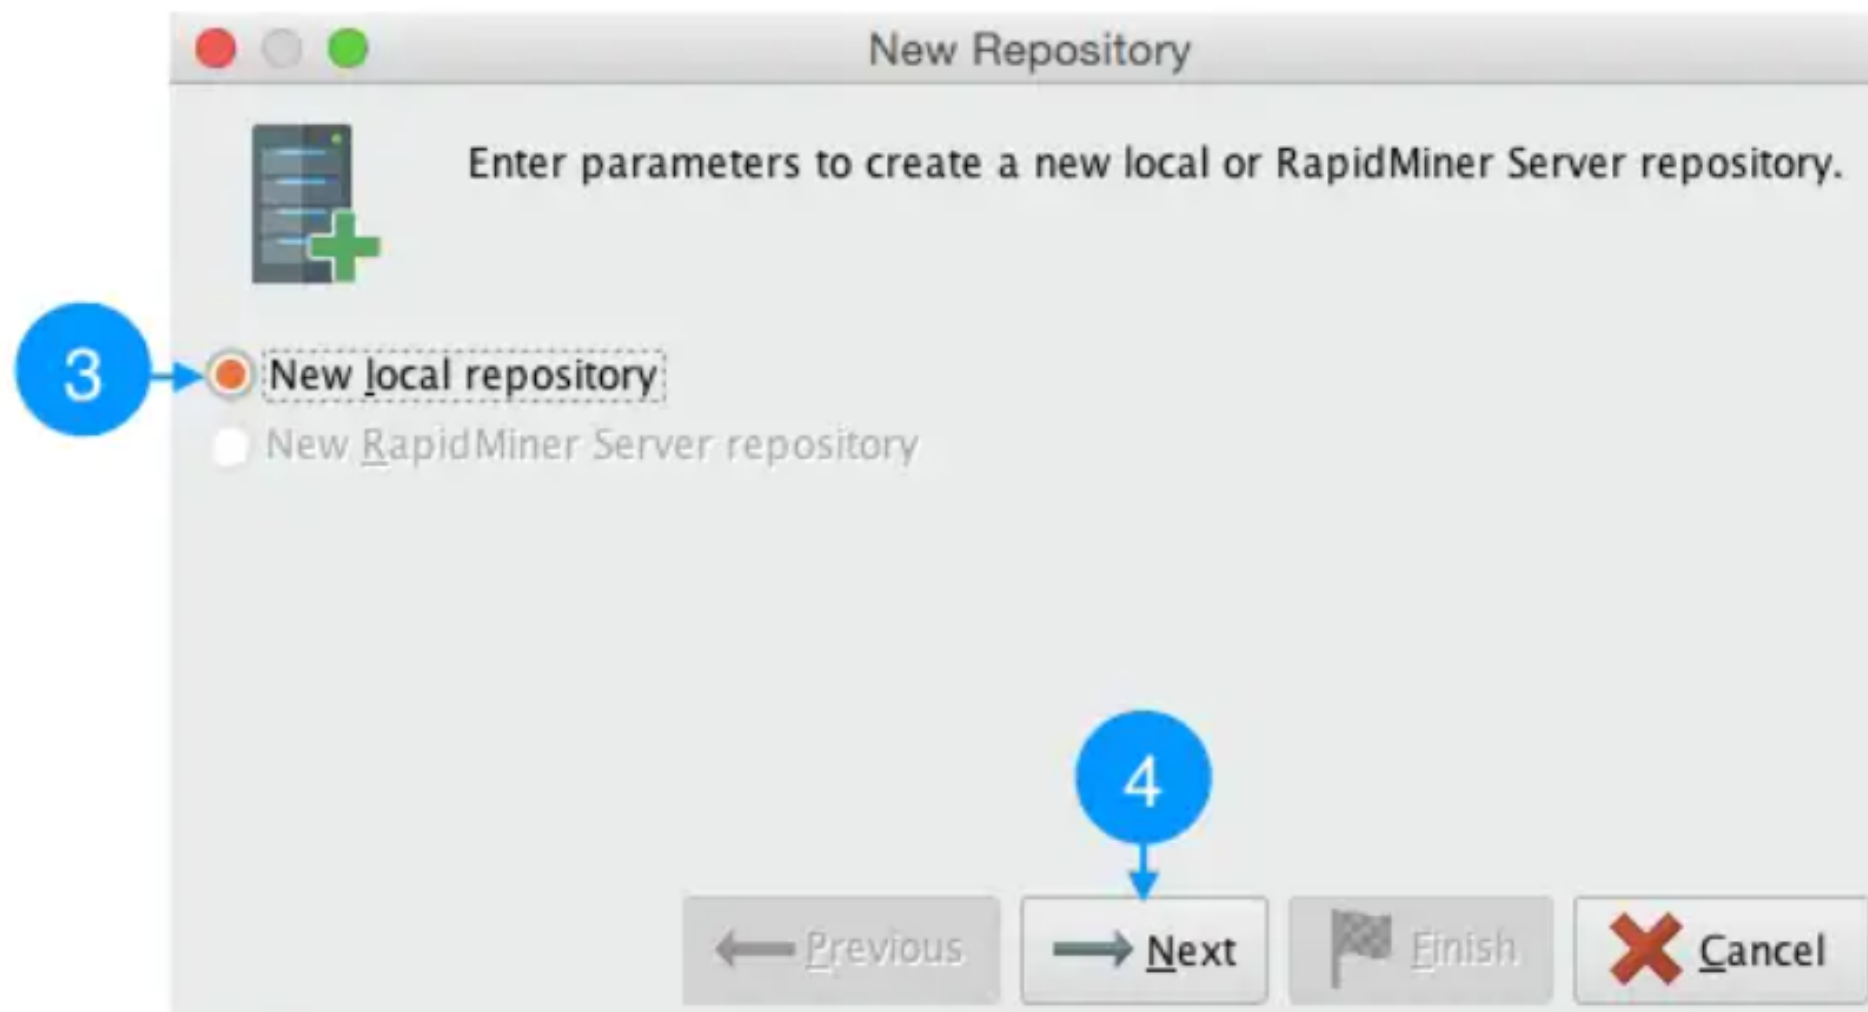 New Repository
Enter parameters to create a new local or RapidMiner Server repository.
3
New local repository
New RapidMiner Server repository
4
Previous
Next
Finish
Cancel